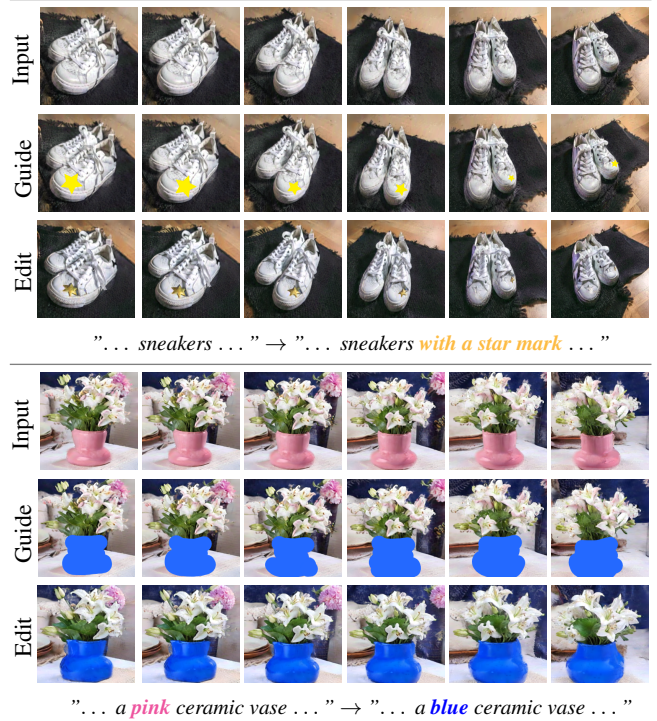 Input
Guide
Edit
"... sneakers ..." → "... sneakers with a star mark ..."
Input
Guide
Edit
"... a pink ceramic vase ..." → "... a blue ceramic vase ..."